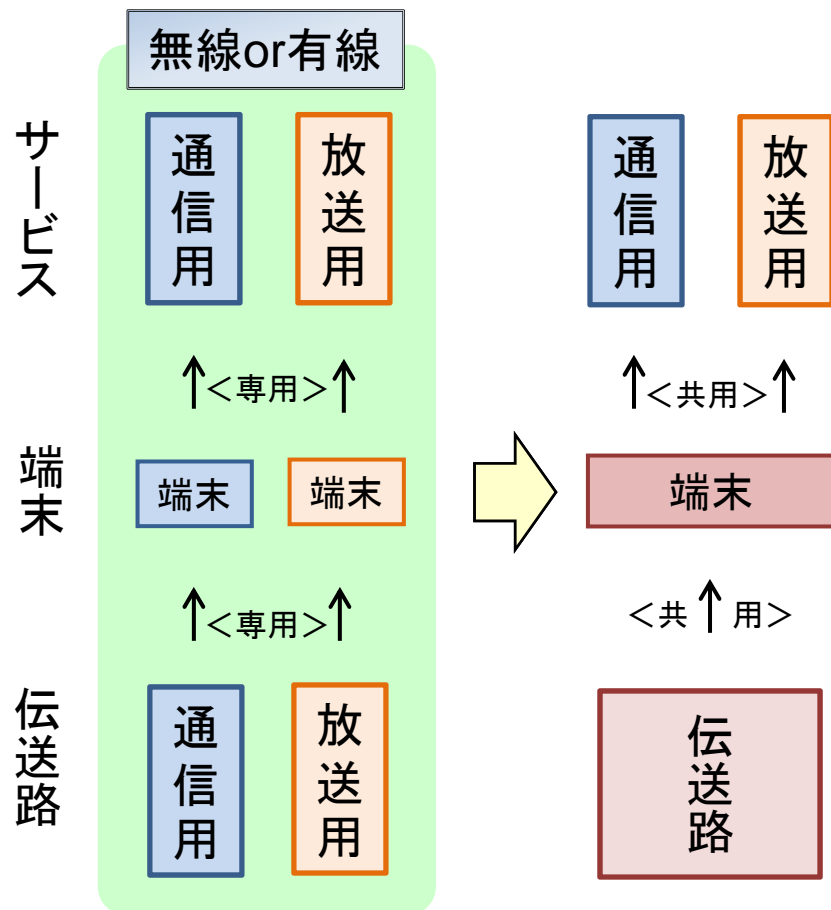 無線or有線
サービス
通信用
放送用
通信用
放送用
＜専用＞
＜共用＞
端末
端末
端末
端末
＜専用＞
＜共 用＞
伝送路
通信用
放送用
伝送路